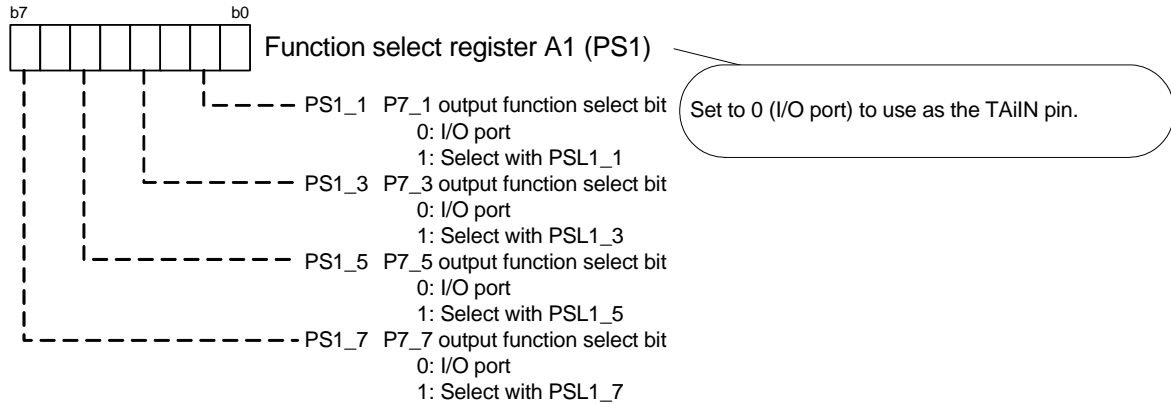 b7 b0
Function select register A1 (PS1)
Set to 0 (I/O port) to use as the TAiIN pin.
PS1_1 P7_1 output function select bit
0: I/O port
1: Select with PSL1_1
PS1_3 P7_3 output function select bit
0: I/O port
1: Select with PSL1_3
PS1_5 P7_5 output function select bit
0: I/O port
1: Select with PSL1_5
PS1_7 P7_7 output function select bit
0: I/O port
1: Select with PSL1_7